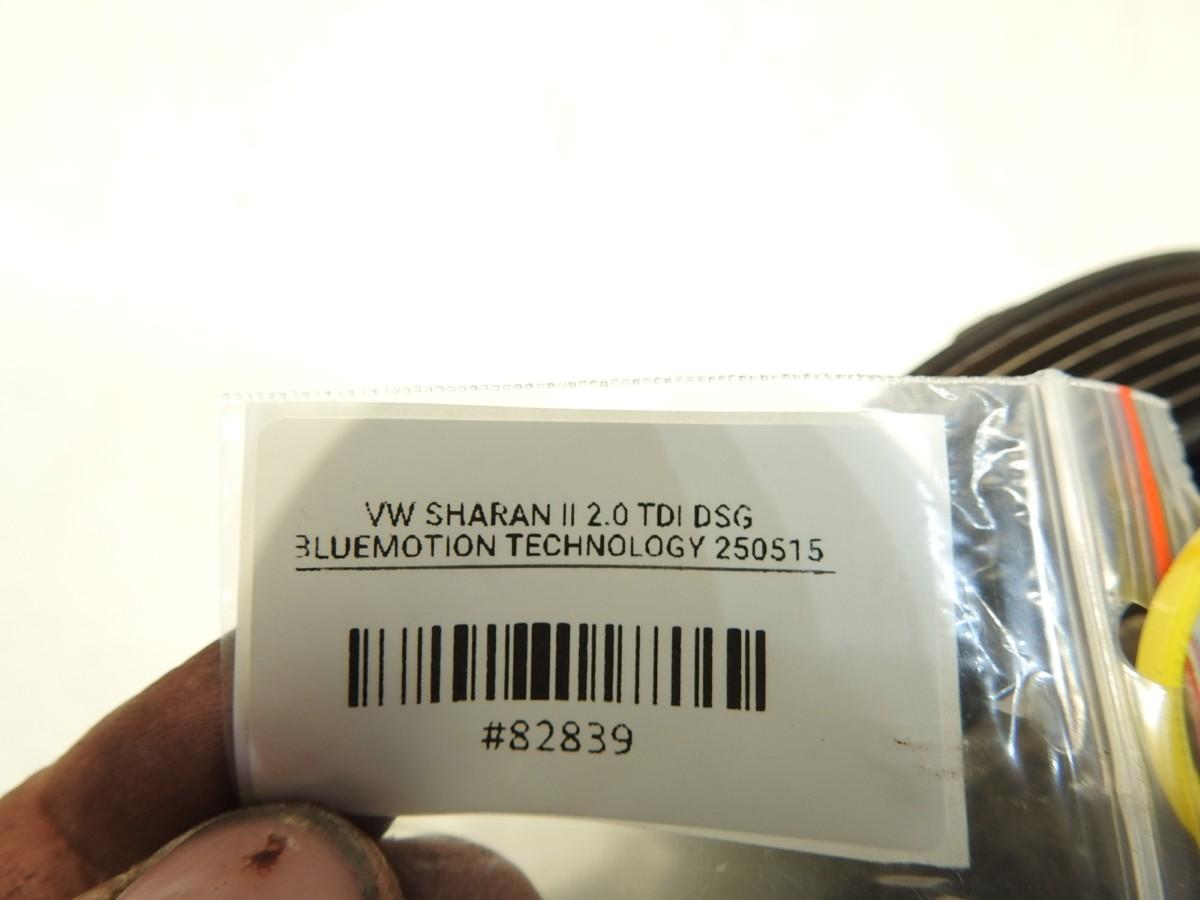 VW SHARAN II 2.0 TDI DSG
BLUEMOTION TECHNOLOGY 250515
#82839